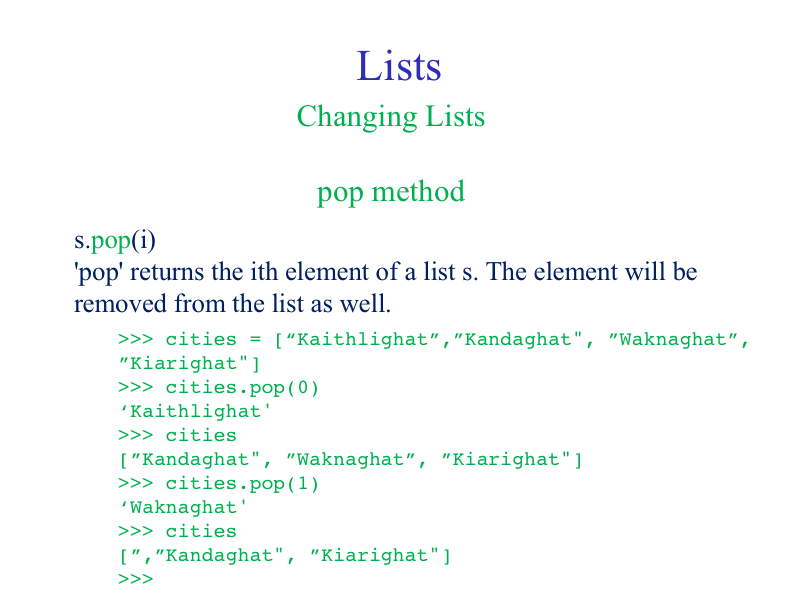 Lists
Changing Lists
pop method
s.pop(i)
'pop' returns the ith element of a list s. The element will be
removed from the list as well.
>>> cities = [“Kaithlighat”,”Kandaghat", ”Waknaghat”,
”Kiarighat"]
>>> cities.pop(0)
‘Kaithlighat'
>>> cities
[”Kandaghat", ”Waknaghat”, ”Kiarighat"]
>>> cities.pop(1)
‘Waknaghat'
>>> cities
[”,”Kandaghat", ”Kiarighat"]
>>>